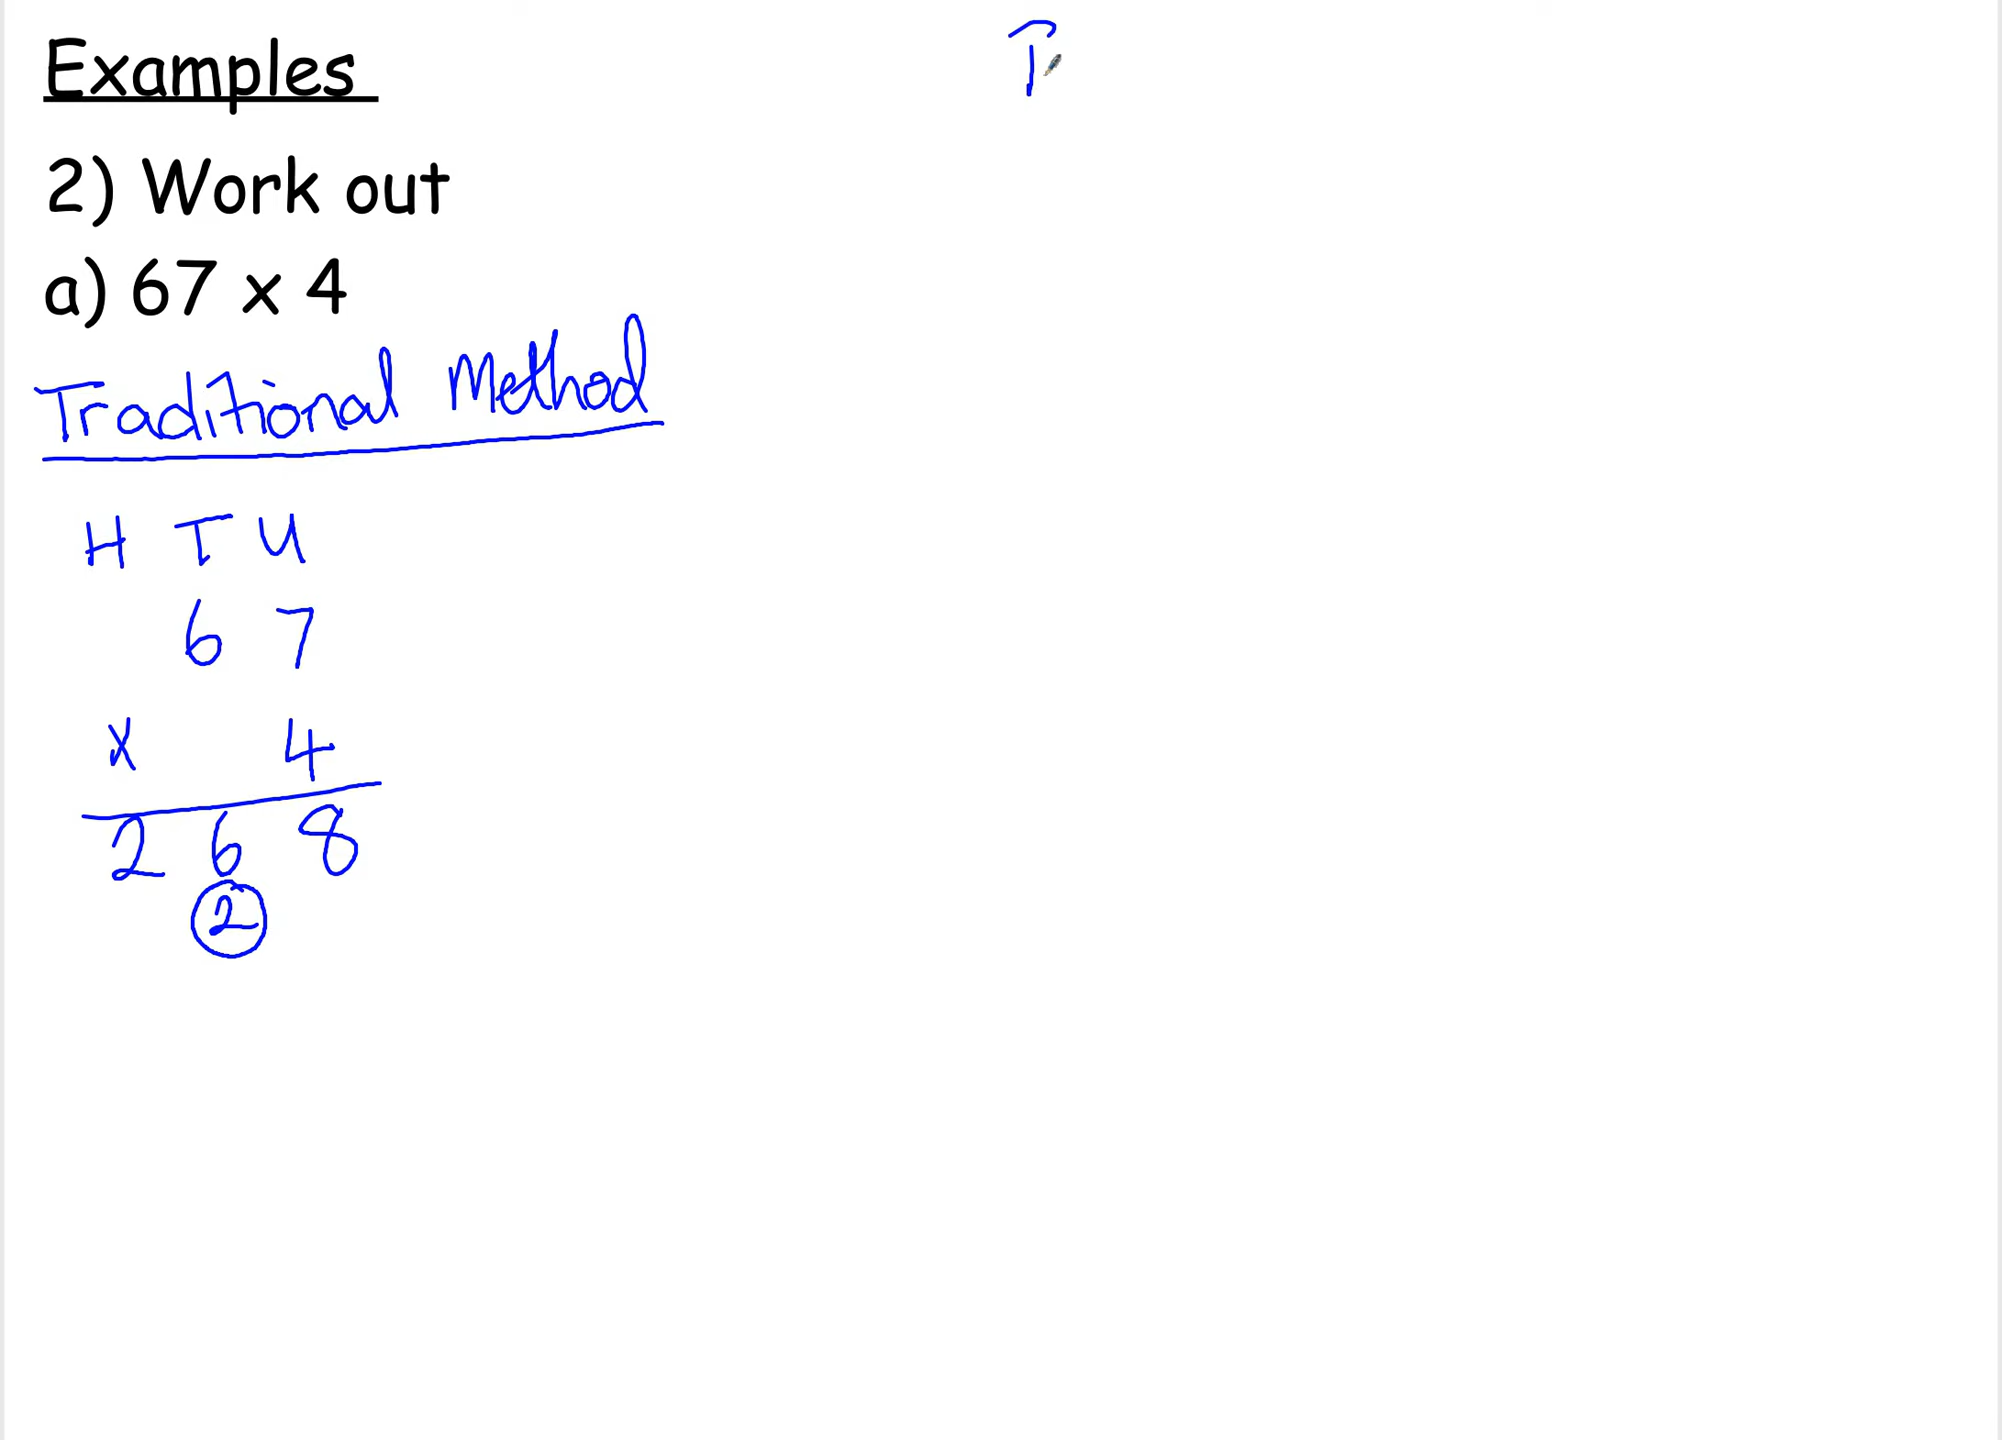 Examples
2) Work out
a) 67 x 4
Traditional Method
H T U
6 7
x 4
2 6 8
2
T